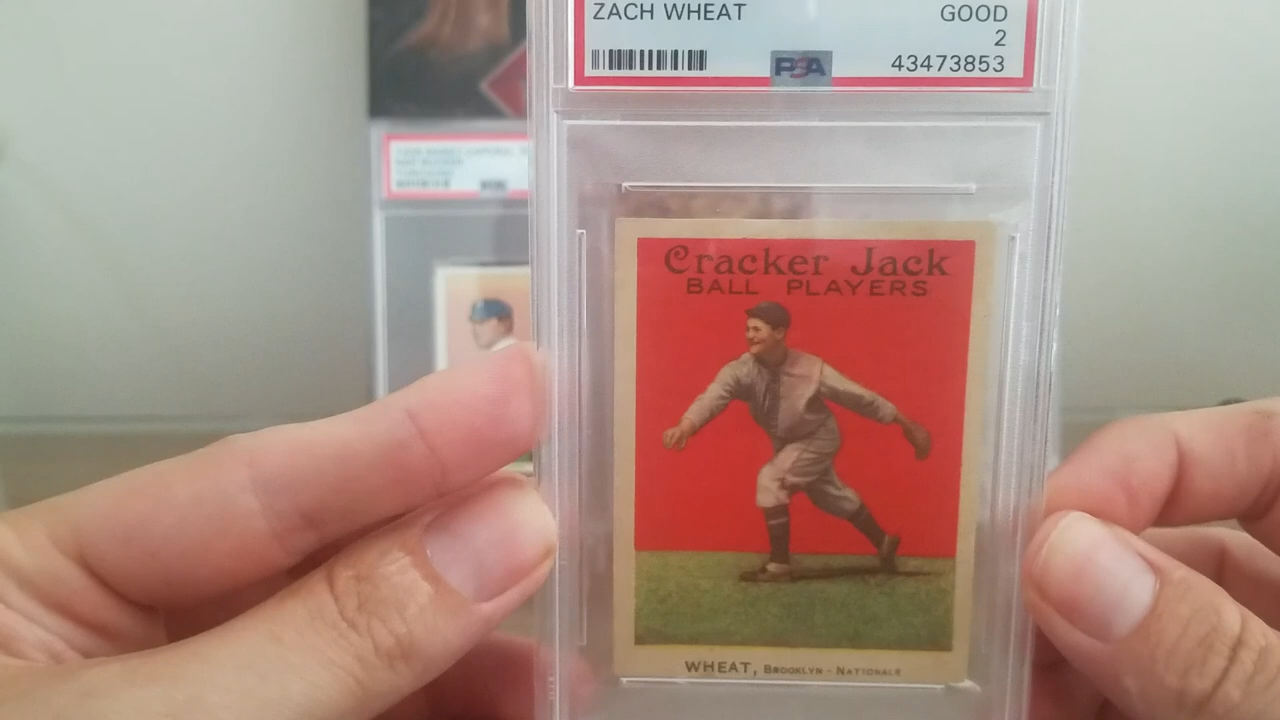 ZACH WHEAT GOOD
2
PSA 43473853
Cracker Jack
BALL PLAYERS
WHEAT, BROOKLYN - NATIONALS